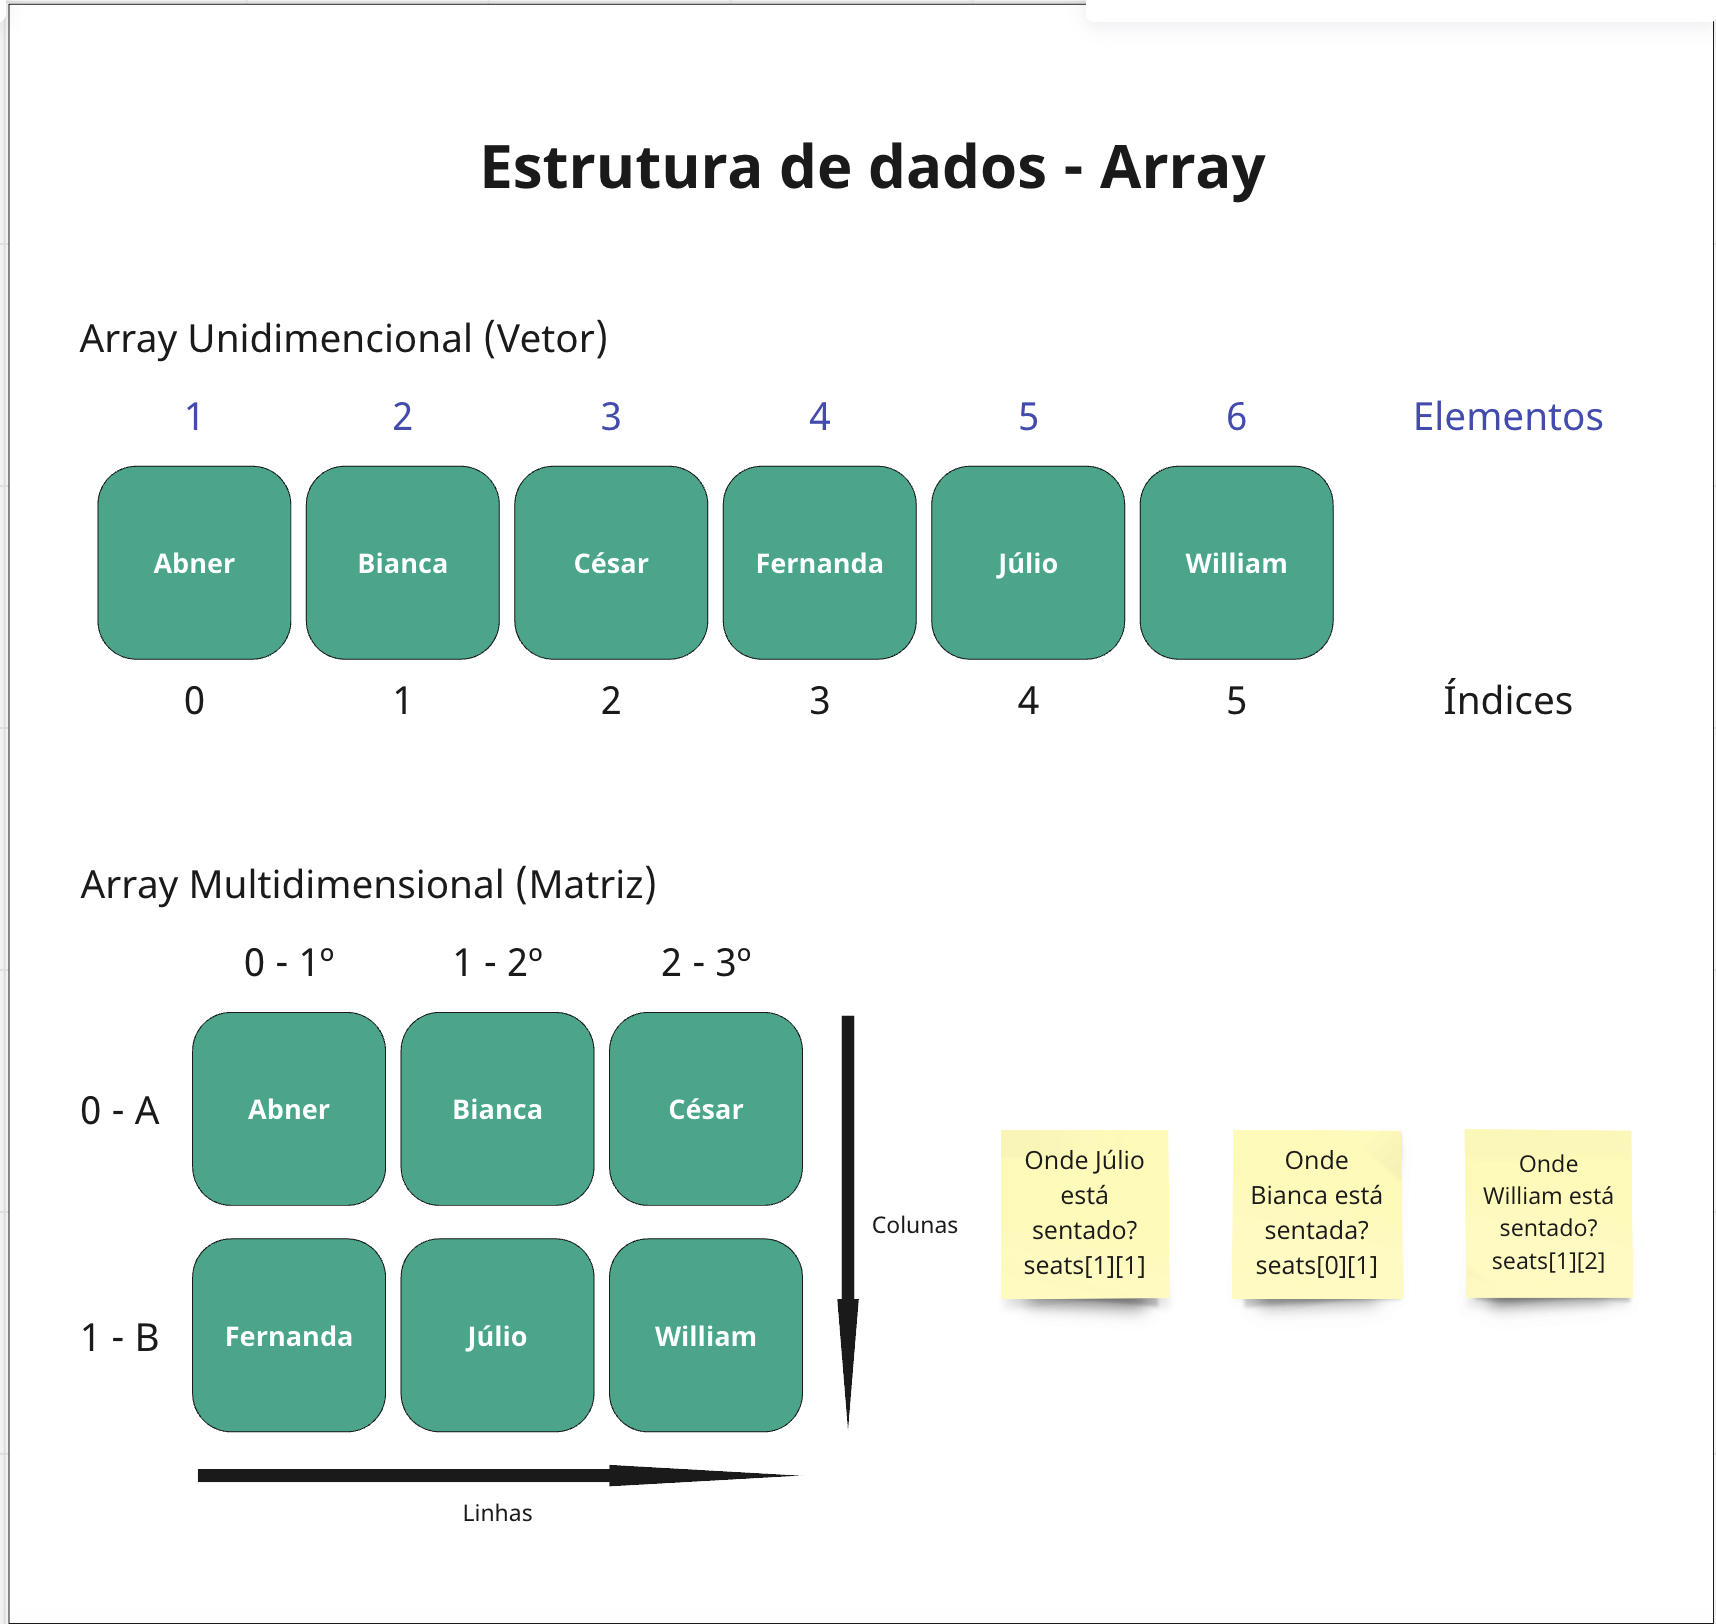 Estrutura de dados - Array
Array Unidimencional (Vetor)
1 2 3 4 5 6 Elementos
Abner Bianca César Fernanda Júlio William
0 1 2 3 4 5 Índices
Array Multidimensional (Matriz)
0 - 1º 1 - 2º 2 - 3º
0 - A Abner Bianca César
1 - B Fernanda Júlio William
Colunas
Linhas
Onde Júlio
está
sentado?
seats[1][1]
Onde
Bianca está
sentada?
seats[0][1]
Onde
William está
sentado?
seats[1][2]